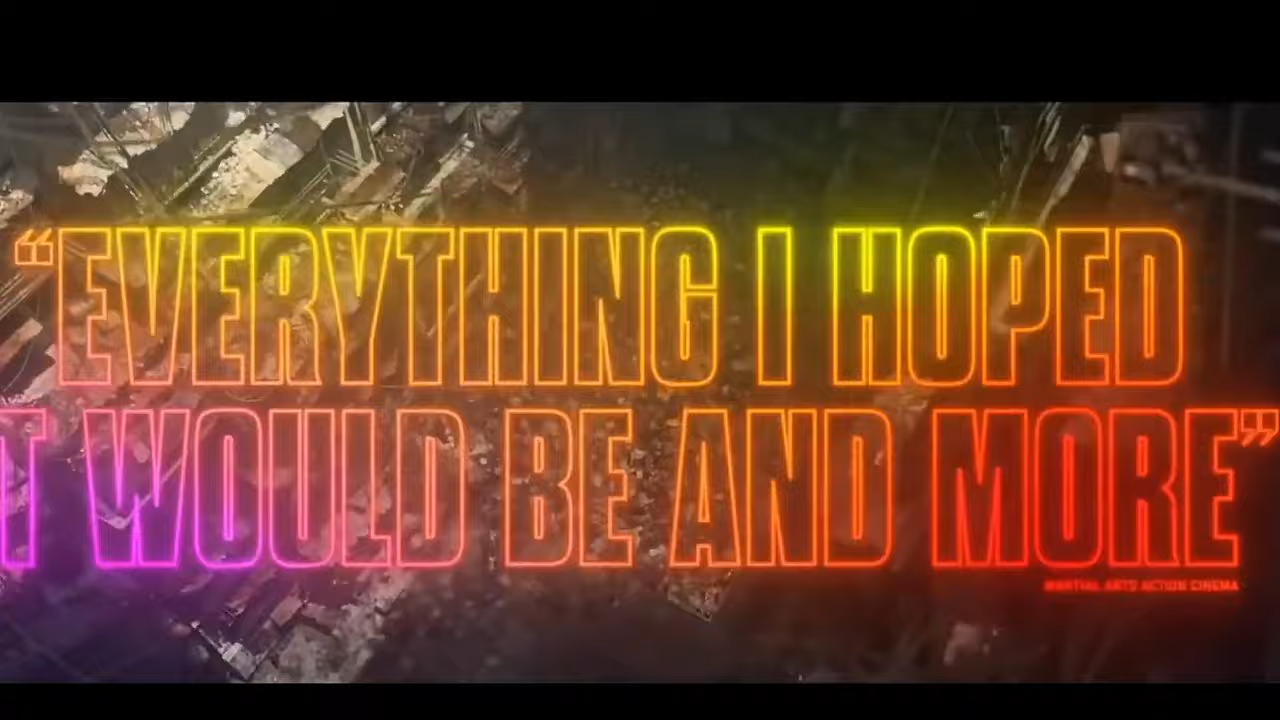 “EVERYTHING I HOPED
T WOULD BE AND MORE”
MARTIAL ARTS ACTION CINEMA